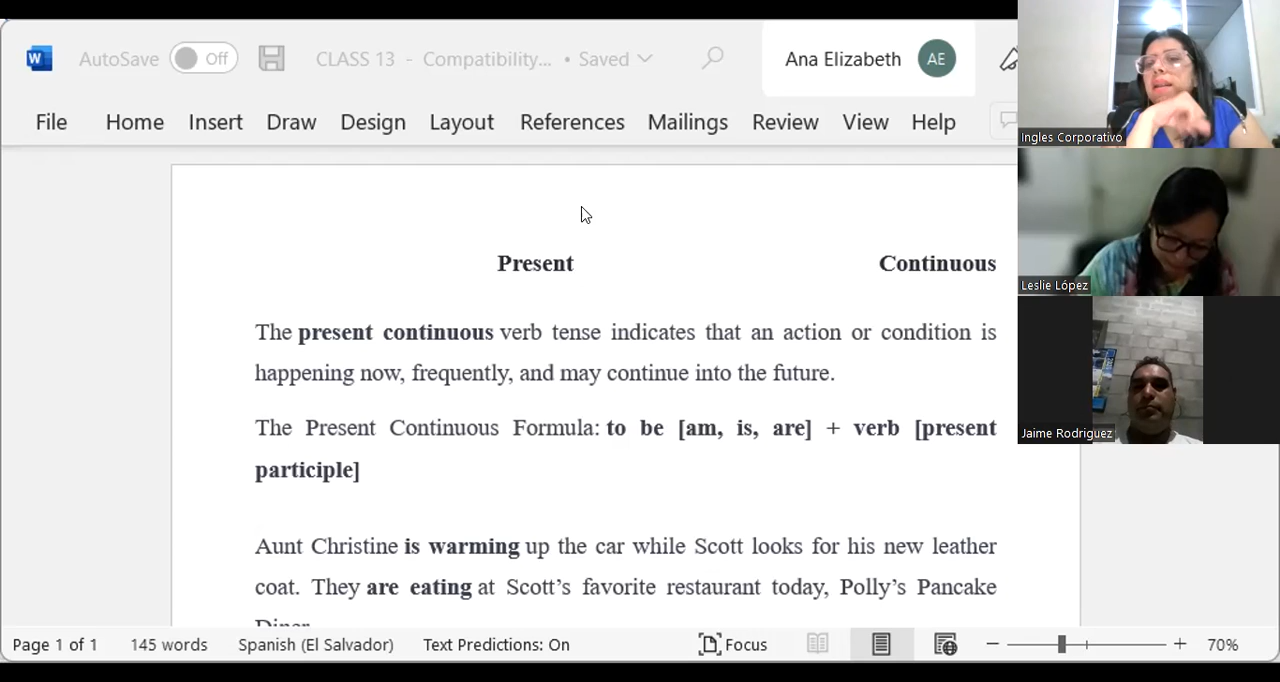 AutoSave Off CLASS 13 - Compatibility... • Saved Ana Elizabeth AE
File Home Insert Draw Design Layout References Mailings Review View Help
Present Continuous
The present continuous verb tense indicates that an action or condition is
happening now, frequently, and may continue into the future.
The Present Continuous Formula: to be [am, is, are] + verb [present
participle]
Aunt Christine is warming up the car while Scott looks for his new leather
coat. They are eating at Scott’s favorite restaurant today, Polly’s Pancake
Diner
Page 1 of 1 145 words Spanish (El Salvador) Text Predictions: On Focus 70%
Ingles Corporativo
Leslie López
Jaime Rodriguez